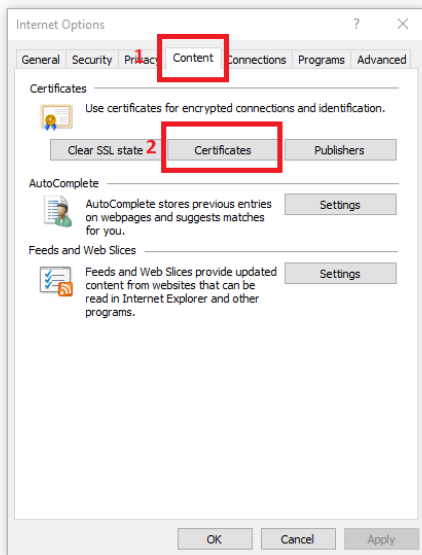 Internet Options ?
1
General Security Privacy Content Connections Programs Advanced
Certificates
Use certificates for encrypted connections and identification.
Clear SSL state 2 Certificates Publishers
AutoComplete
AutoComplete stores previous entries
on webpages and suggests matches
for you.
Settings
Feeds and Web Slices
Feeds and Web Slices provide updated
content from websites that can be
read in Internet Explorer and other
programs.
Settings
OK Cancel Apply